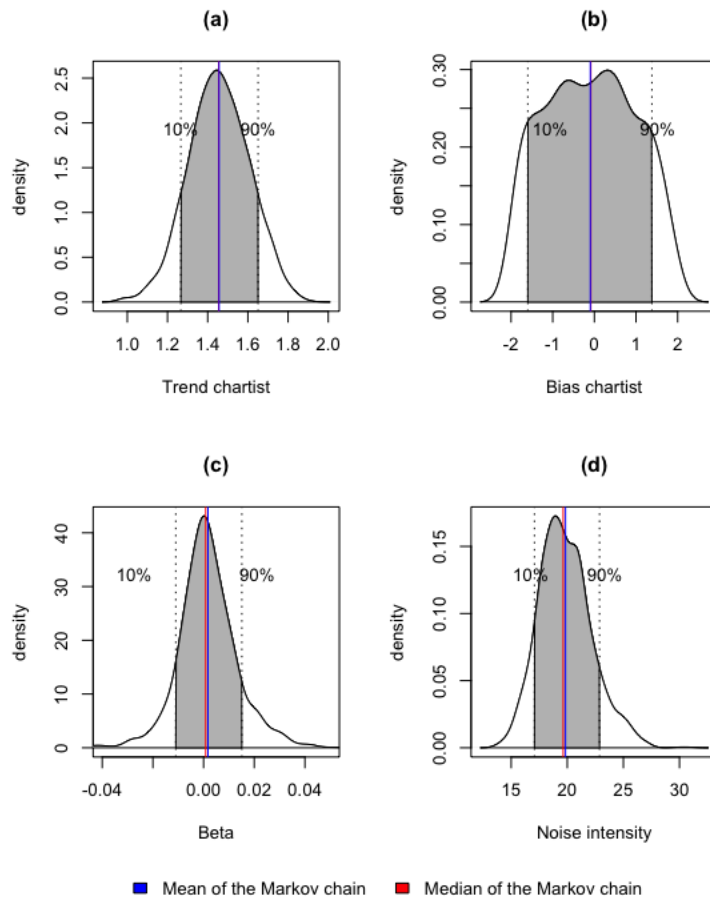 (a)
density
0.0 0.5 1.0 1.5 2.0 2.5
10% 90%
1.0 1.2 1.4 1.6 1.8 2.0
Trend chartist
(b)
density
0.00 0.10 0.20 0.30
10% 90%
-2 -1 0 1 2
Bias chartist
(c)
density
0 10 20 30 40
10% 90%
-0.04 0.00 0.02 0.04
Beta
(d)
density
0.00 0.05 0.10 0.15
10% 90%
15 20 25 30
Noise intensity
Mean of the Markov chain Median of the Markov chain